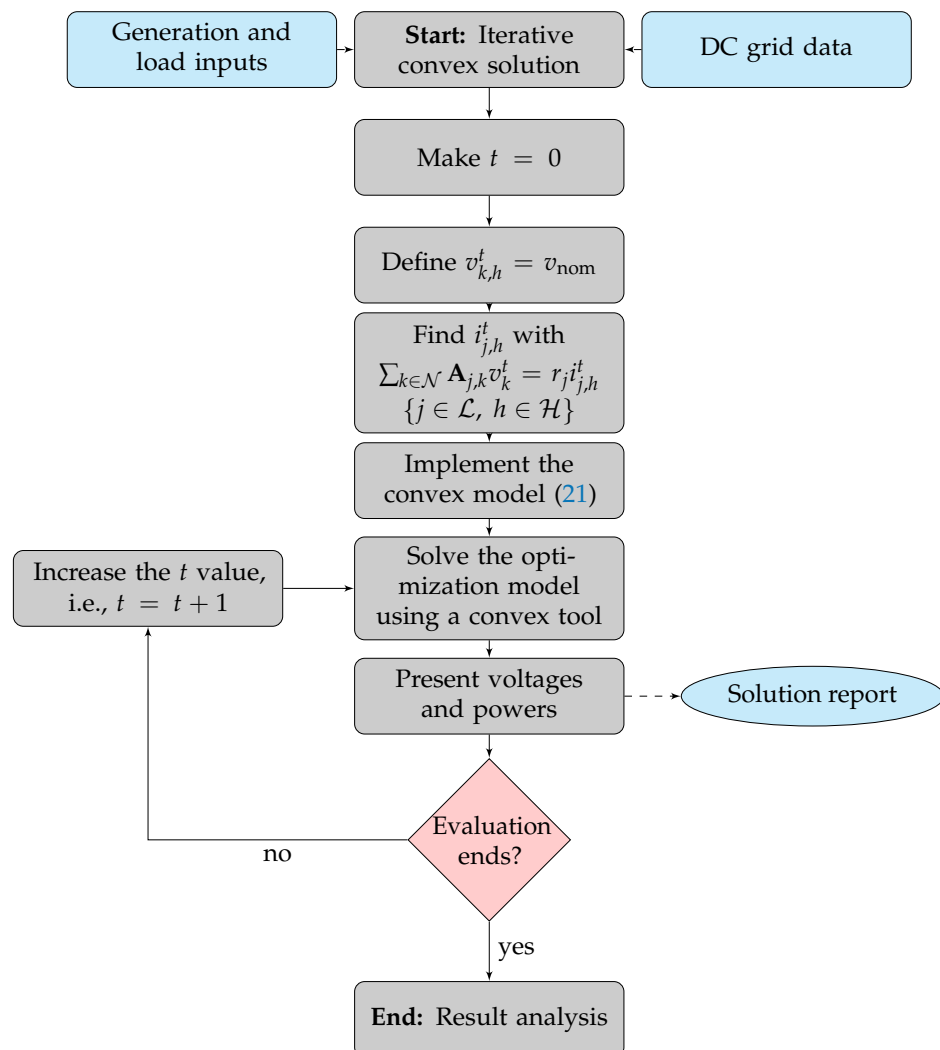 Generation and
load inputs
Start: Iterative
convex solution
DC grid data
Make t = 0
Define v^t_{k,h} = v_nom
Find i^t_{j,h} with
∑_{k∈𝒩} A_{j,k} v^t_k = r_j i^t_{j,h}
{j ∈ ℒ, h ∈ ℋ}
Implement the
convex model (21)
Increase the t value,
i.e., t = t + 1
Solve the opti-
mization model
using a convex tool
Present voltages
and powers
Solution report
Evaluation
ends?
no
yes
End: Result analysis